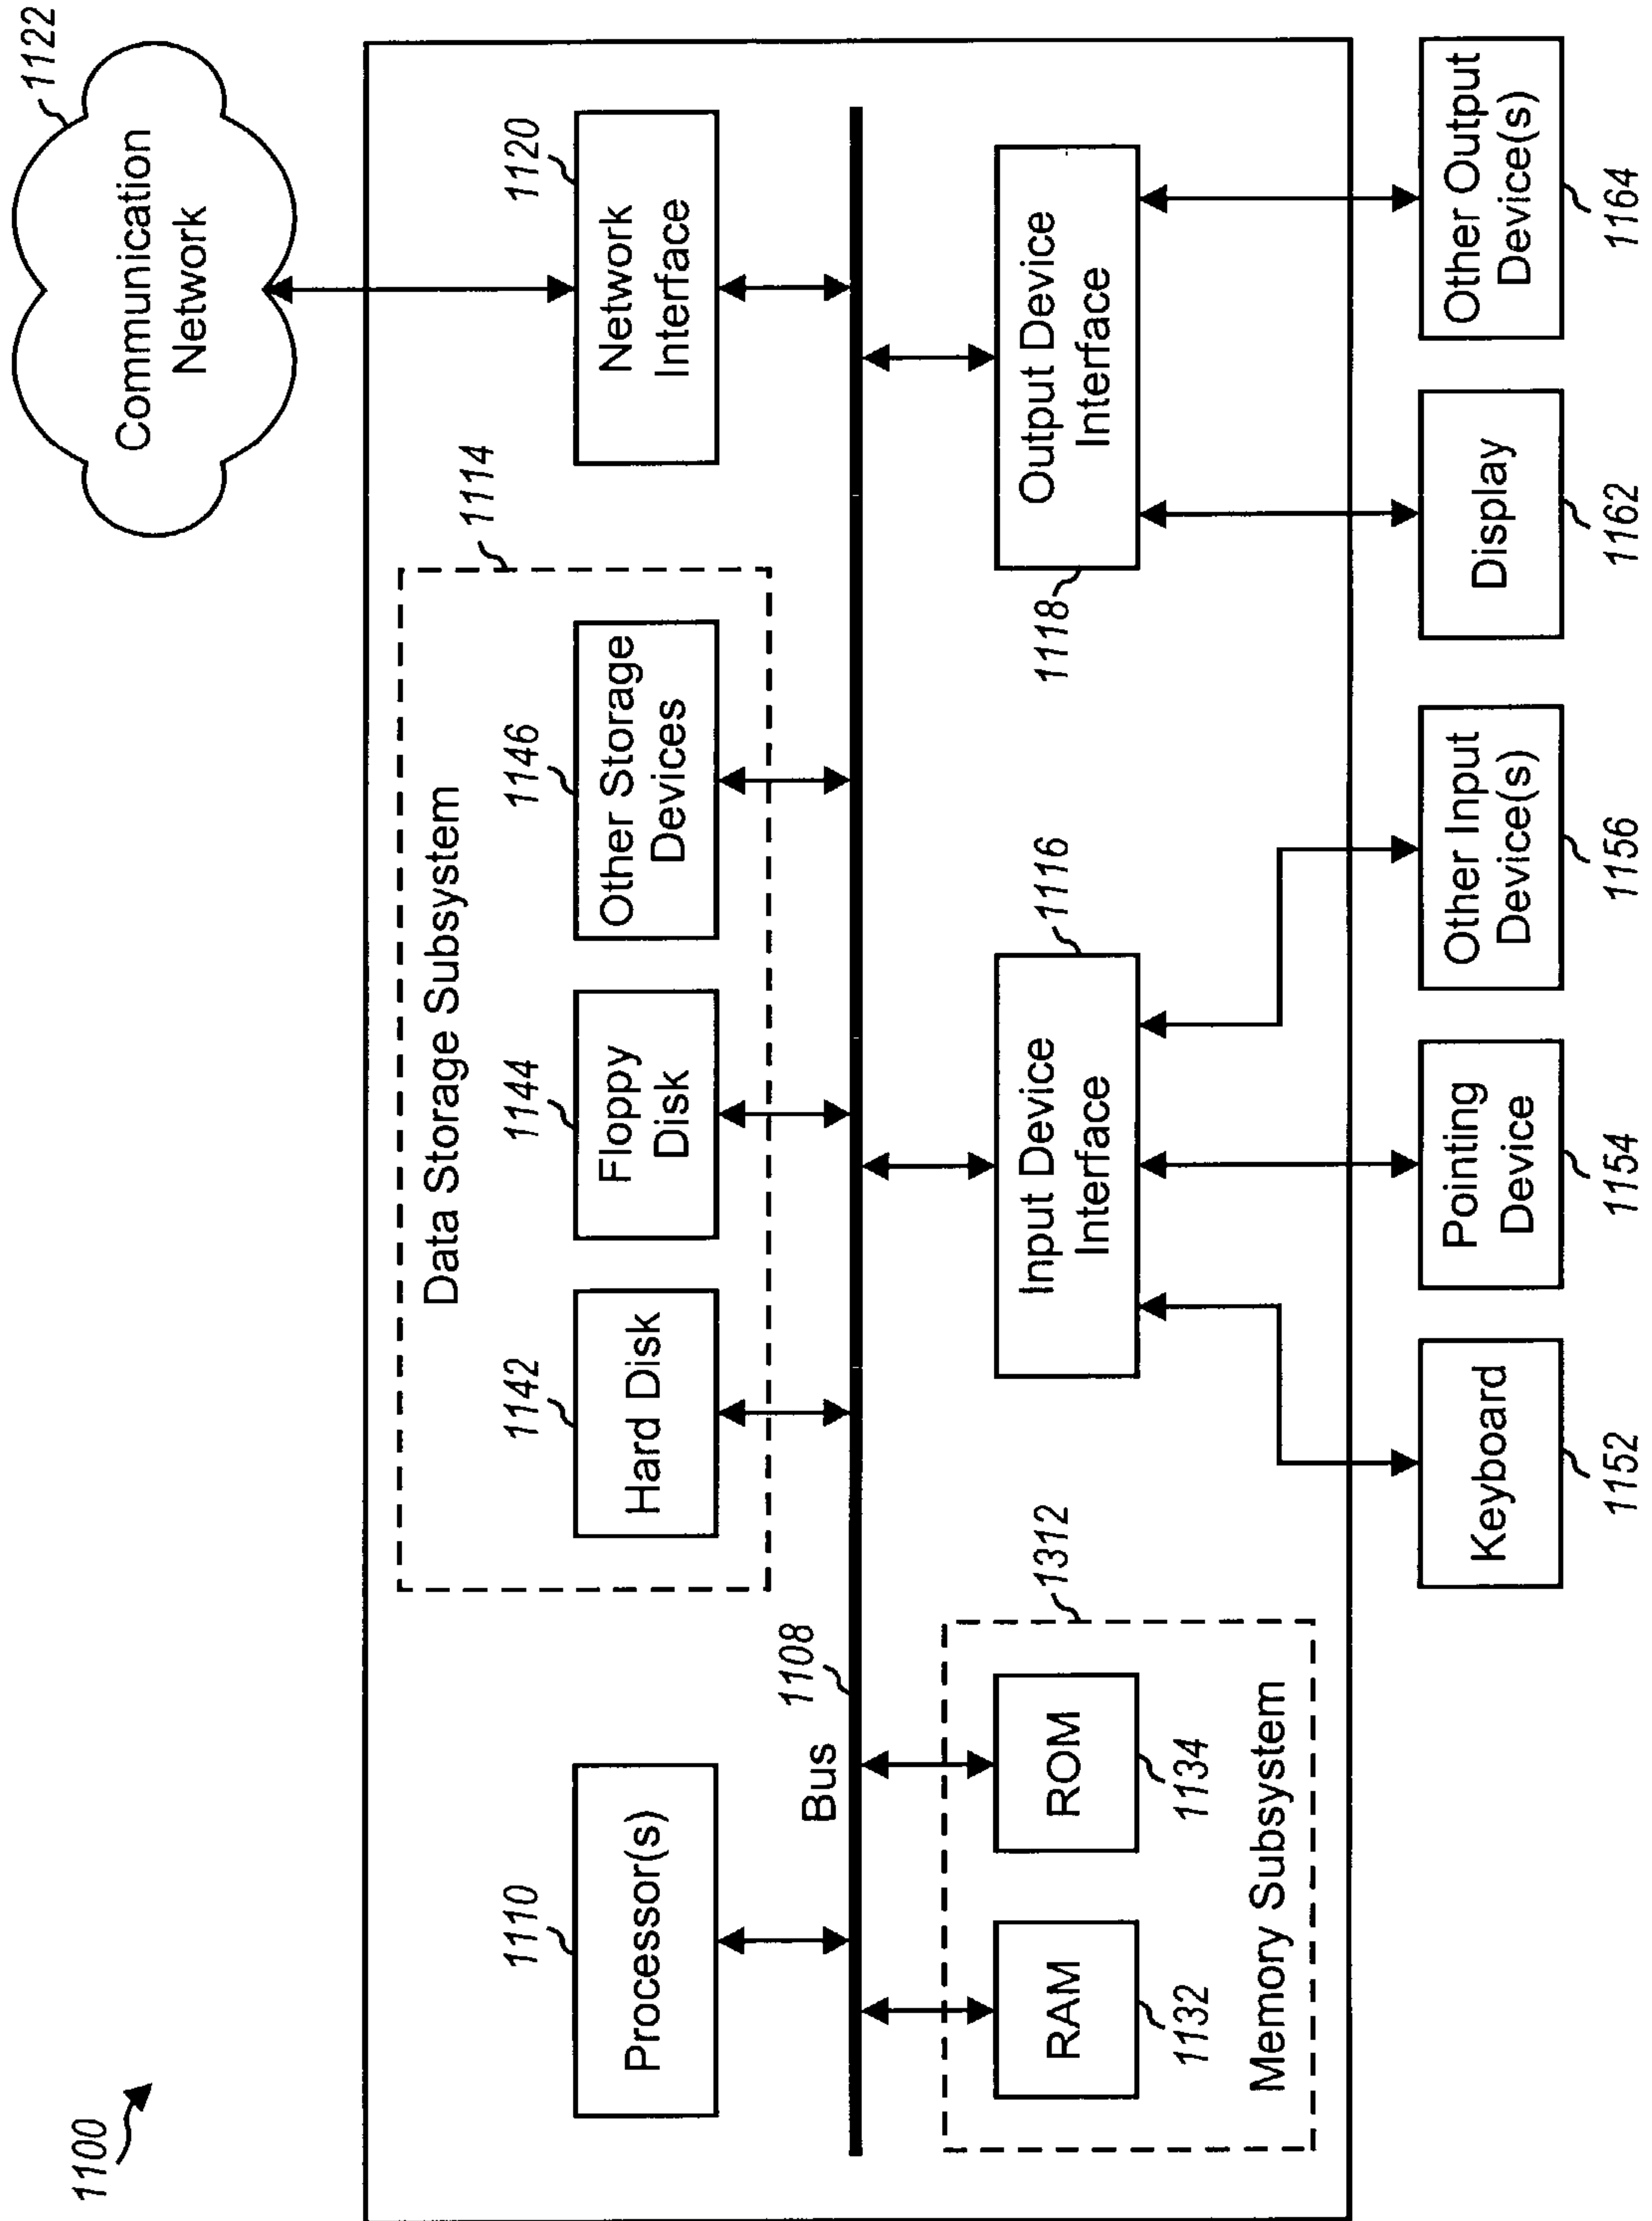 1100
Communication
Network
1122
Data Storage Subsystem
1114
1110
Processor(s)
1142
Hard Disk
1144
Floppy
Disk
1146
Other Storage
Devices
1120
Network
Interface
Bus
1108
RAM
1132
ROM
1134
Memory Subsystem
1312
Input Device
Interface
1116
Output Device
Interface
1118
Keyboard
1152
Pointing
Device
1154
Other Input
Device(s)
1156
Display
1162
Other Output
Device(s)
1164